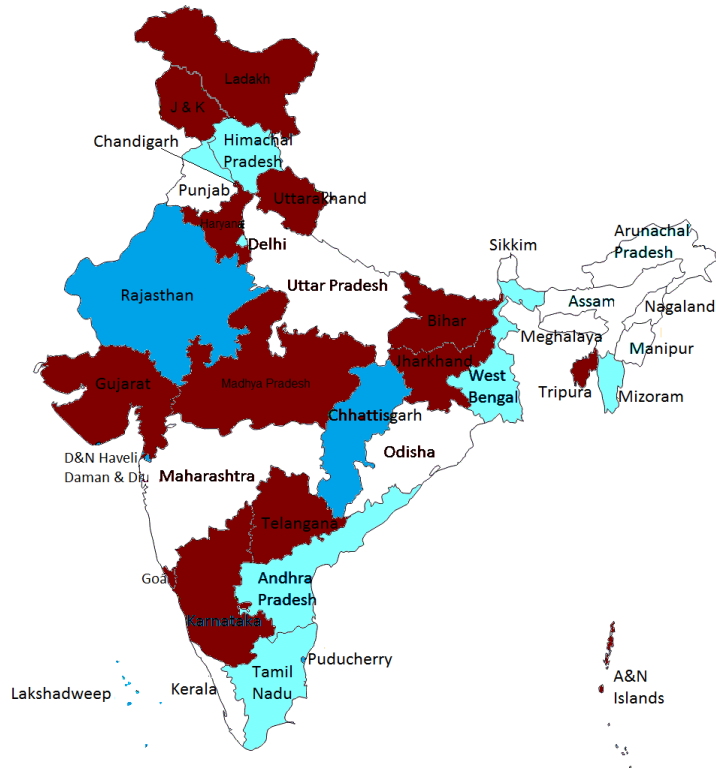 Ladakh
J & K
Chandigarh
Himachal
Pradesh
Punjab
Uttarakhand
Haryana
Delhi
Arunachal
Pradesh
Sikkim
Uttar Pradesh
Rajasthan
Assam
Nagaland
Bihar
Meghalaya
Manipur
Jharkhand
Gujarat
Madhya Pradesh
West
Bengal
Tripura
Mizoram
Chhattisgarh
D&N Haveli
Daman & Diu
Odisha
Maharashtra
Telangana
Goa
Andhra
Pradesh
Karnataka
Puducherry
Tamil
Nadu
Kerala
Lakshadweep
A&N
Islands